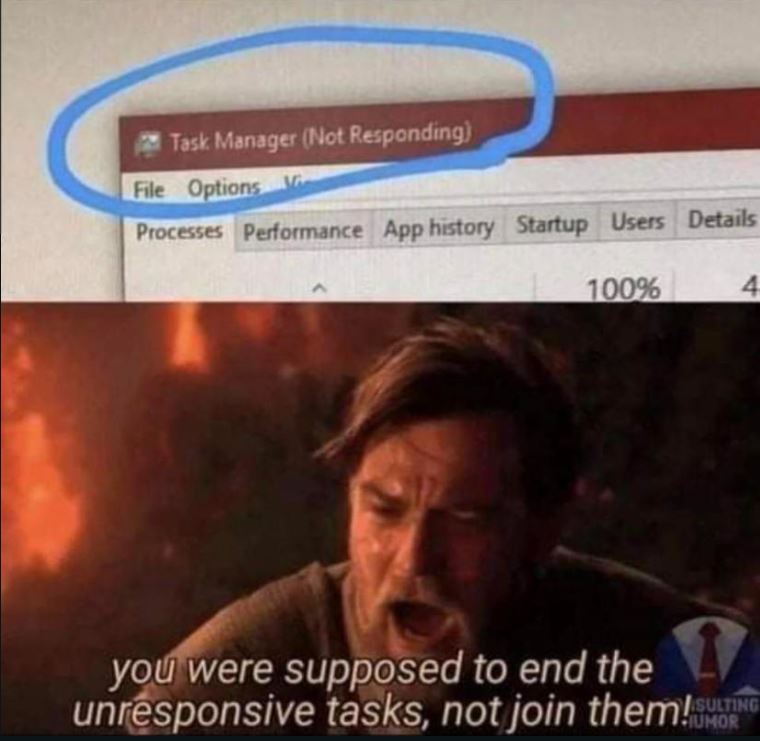 Task Manager (Not Responding)
File Options
Processes Performance App history Startup Users Details
100% 4
you were supposed to end the
unresponsive tasks, not join them!